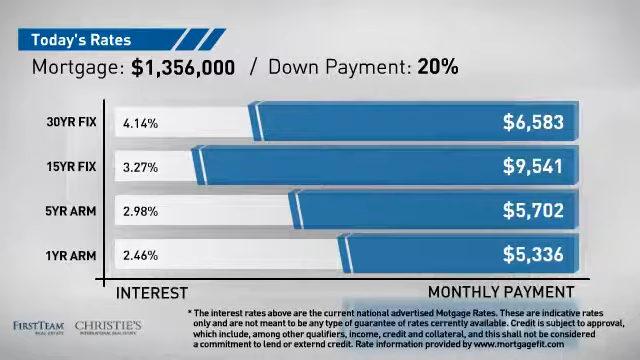 Today's Rates
Mortgage: $1,356,000 / Down Payment: 20%
30YR FIX 4.14% $6,583
15YR FIX 3.27% $9,541
5YR ARM 2.98% $5,702
1YR ARM 2.46% $5,336
INTEREST MONTHLY PAYMENT
* The interest rates above are the current national advertised Motgage Rates. These are indicative rates
only and are not meant to be any type of guarantee of rates cerrently available. Credit is subject to approval,
which include, among other qualifiers, income, credit and collateral, and this shall not be considered
a commitment to lend or externd credit. Rate information provided by www.mortgagefit.com
FIRSTTEAM CHRISTIE'S
REAL ESTATE INTERNATIONAL REAL ESTATE